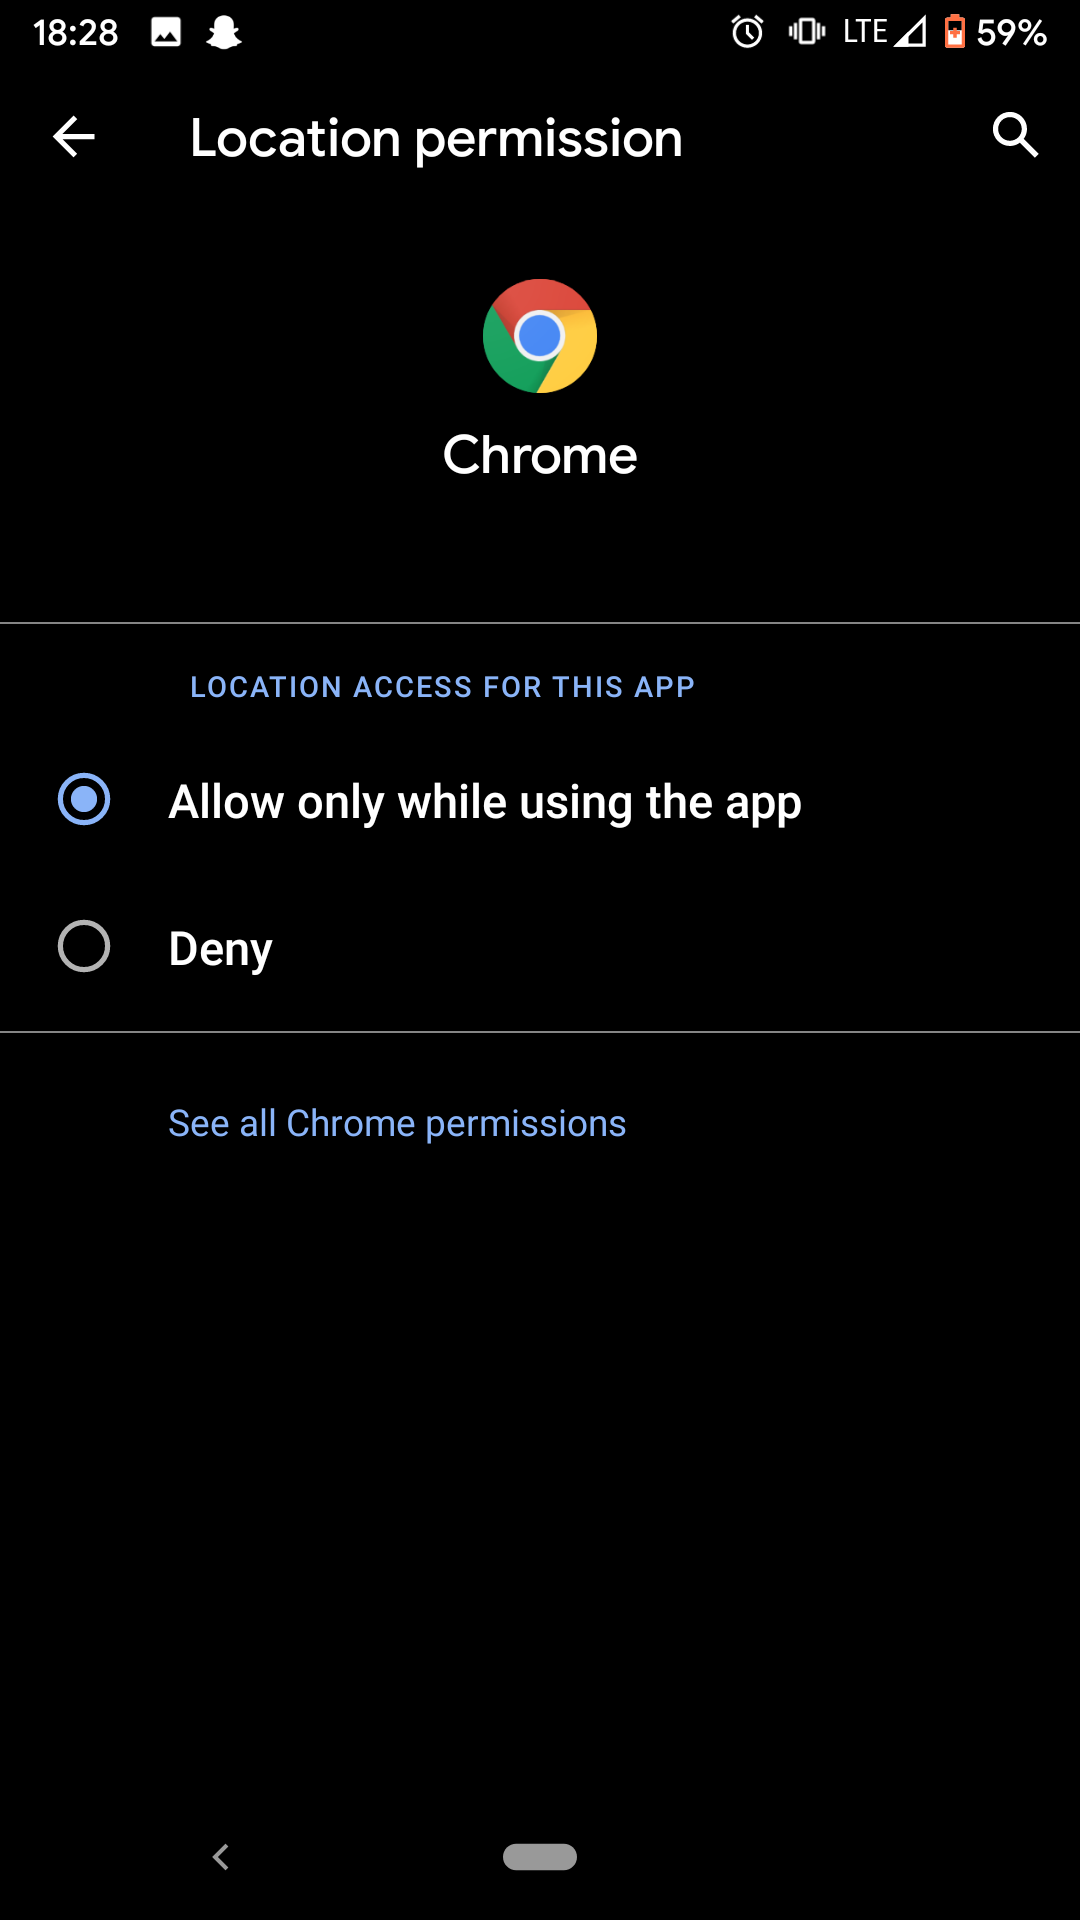 18:28 LTE 59%
Location permission
Chrome
LOCATION ACCESS FOR THIS APP
Allow only while using the app
Deny
See all Chrome permissions